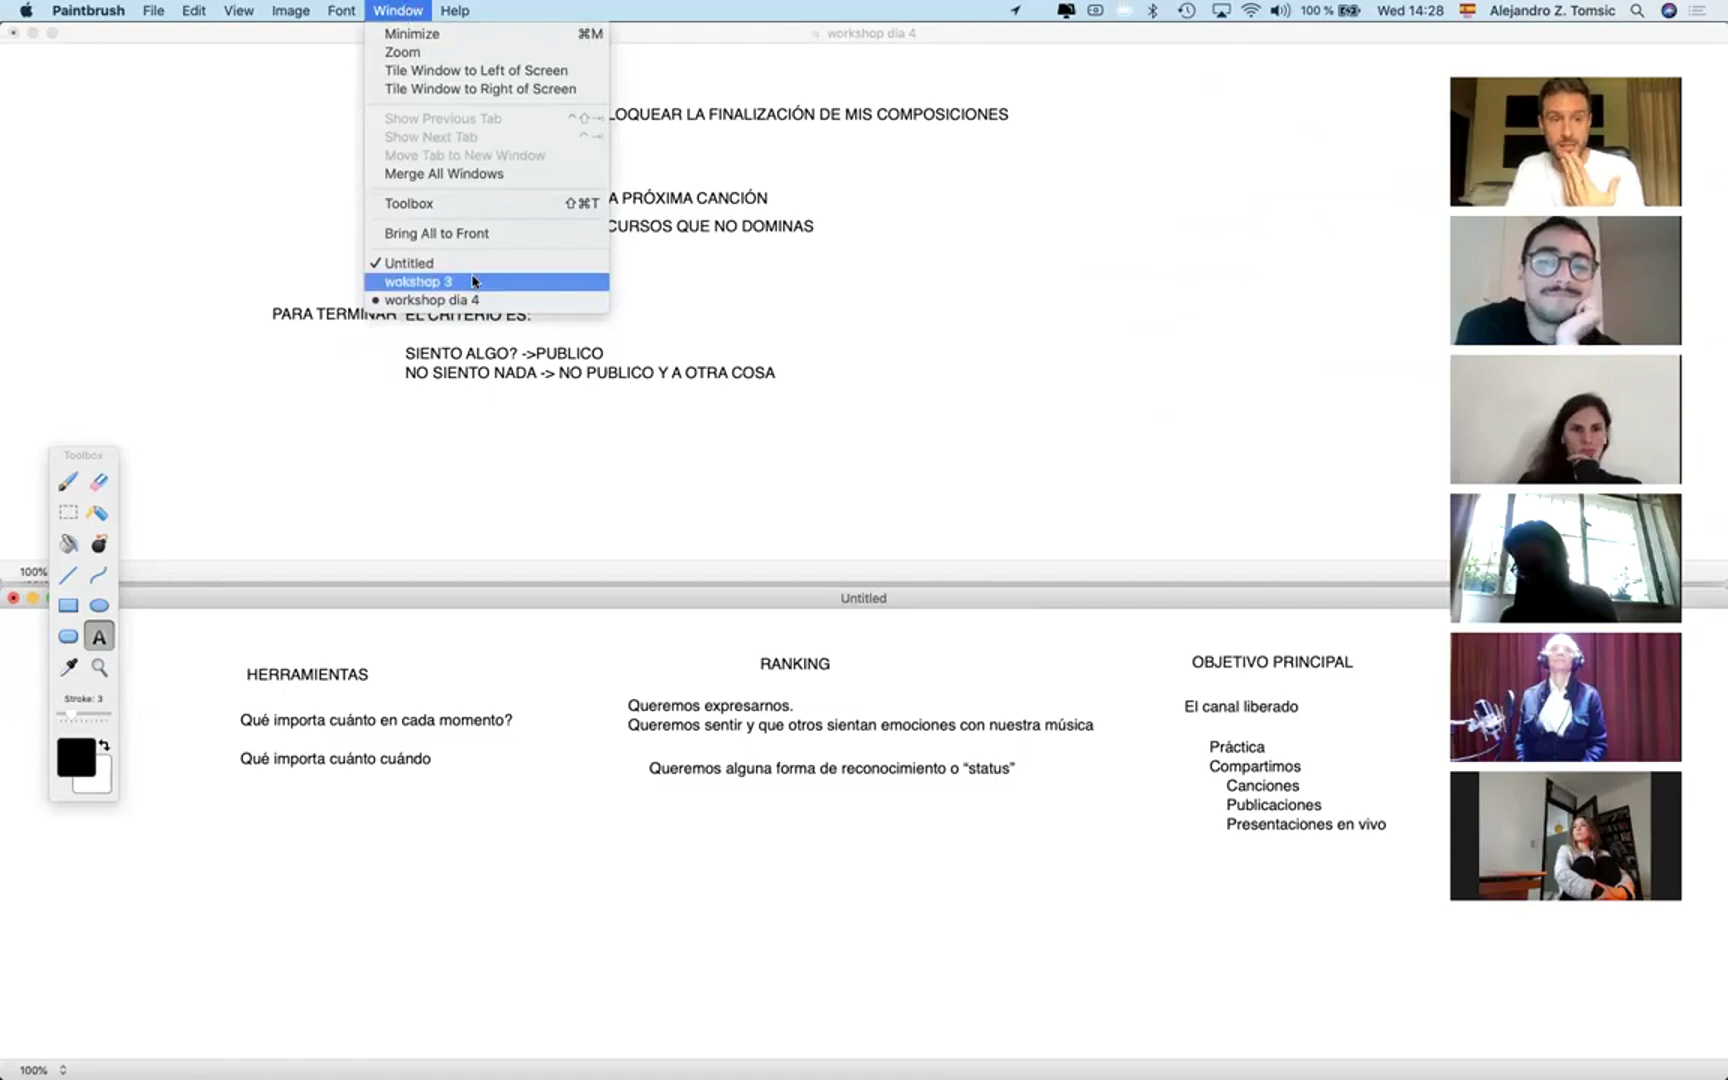 Paintbrush File Edit View Image Font Window Help 100 % Wed 14:28 Alejandro Z. Tomsic
workshop dia 4
Minimize ⌘M
Zoom
Tile Window to Left of Screen
Tile Window to Right of Screen
Show Previous Tab
Show Next Tab
Move Tab to New Window
Merge All Windows
Toolbox ⇧⌘T
Bring All to Front
✓ Untitled
wokshop 3
• workshop dia 4
LOQUEAR LA FINALIZACIÓN DE MIS COMPOSICIONES
A PRÓXIMA CANCIÓN
CURSOS QUE NO DOMINAS
PARA TERMINAR EL CRITERIO ES:
SIENTO ALGO? ->PUBLICO
NO SIENTO NADA -> NO PUBLICO Y A OTRA COSA
Toolbox
A
Stroke: 3
100%
Untitled
HERRAMIENTAS
Qué importa cuánto en cada momento?
Qué importa cuánto cuándo
RANKING
Queremos expresarnos.
Queremos sentir y que otros sientan emociones con nuestra música
Queremos alguna forma de reconocimiento o “status”
OBJETIVO PRINCIPAL
El canal liberado
Práctica
Compartimos
Canciones
Publicaciones
Presentaciones en vivo
100%